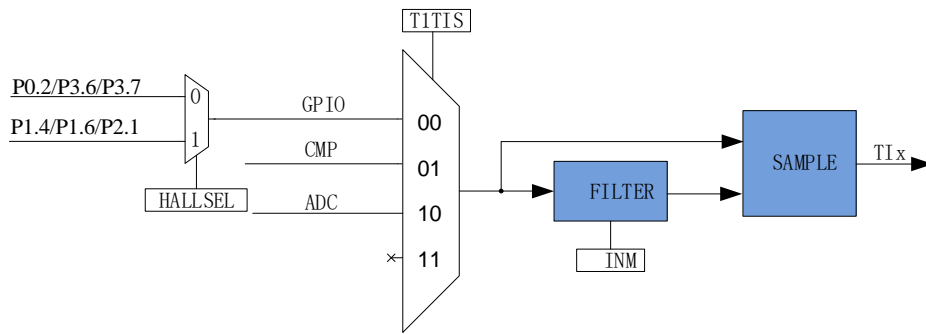 T1TIS
P0.2/P3.6/P3.7
0
GPIO
00
P1.4/P1.6/P2.1
1
CMP
01
SAMPLE
TIx
HALLSEL
ADC
10
FILTER
11
INM